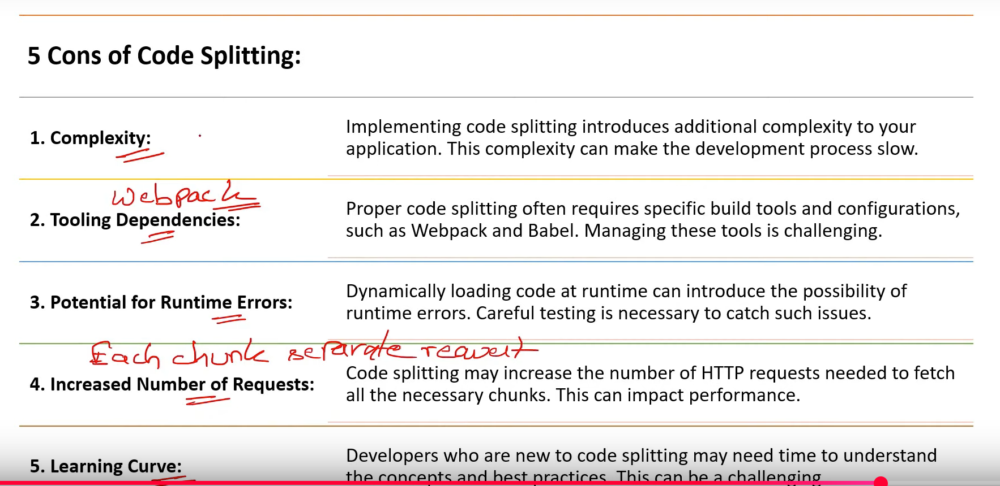 5 Cons of Code Splitting:
1. Complexity:
Implementing code splitting introduces additional complexity to your
application. This complexity can make the development process slow.
Webpack
2. Tooling Dependencies:
Proper code splitting often requires specific build tools and configurations,
such as Webpack and Babel. Managing these tools is challenging.
3. Potential for Runtime Errors:
Dynamically loading code at runtime can introduce the possibility of
runtime errors. Careful testing is necessary to catch such issues.
Each chunk separate request
4. Increased Number of Requests:
Code splitting may increase the number of HTTP requests needed to fetch
all the necessary chunks. This can impact performance.
5. Learning Curve:
Developers who are new to code splitting may need time to understand
the concepts and best practices. This can be a challenging